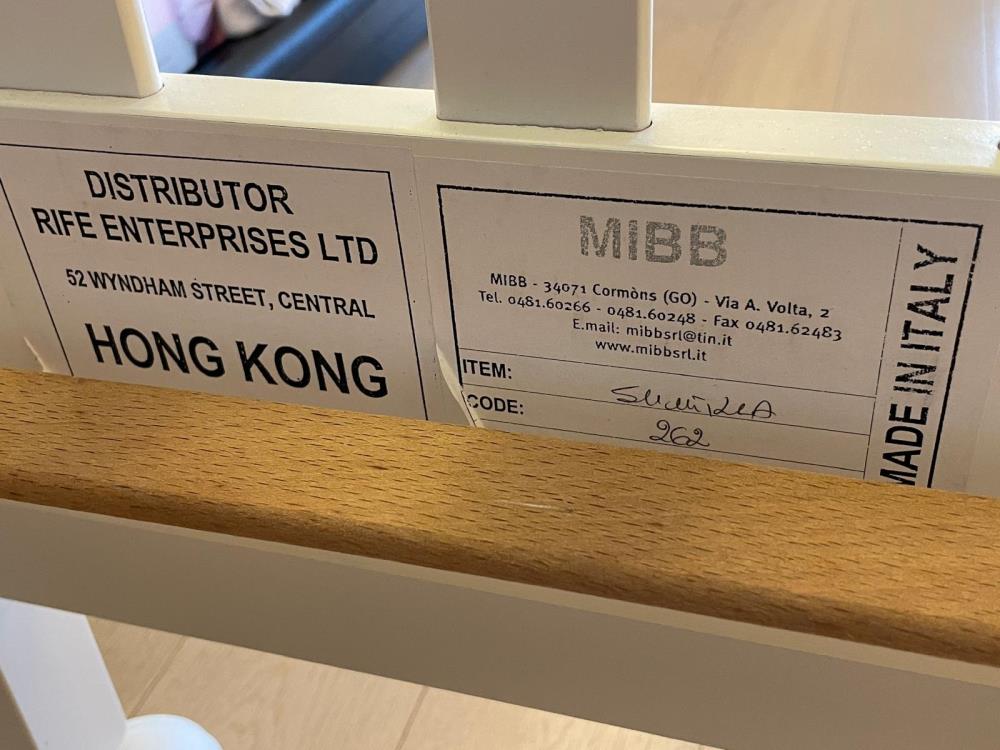 DISTRIBUTOR
RIFE ENTERPRISES LTD
52 WYNDHAM STREET, CENTRAL
HONG KONG
MIBB
MIBB - 34071 Cormòns (GO) - Via A. Volta, 2
Tel. 0481.60266 - 0481.60248 - Fax 0481.62483
E.mail: mibbsrl@tin.it
www.mibbsrl.it
ITEM:
CODE: 262
MADE IN ITALY